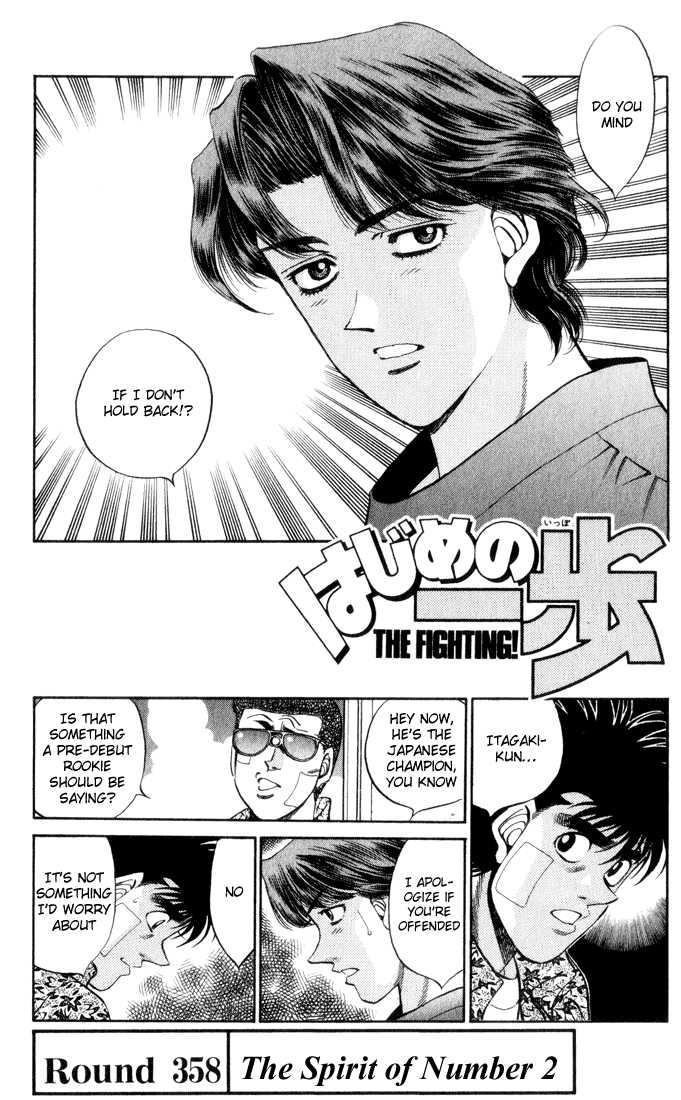 DO YOU
MIND
IF I DON'T
HOLD BACK!?
はじめの一歩
いっぽ
THE FIGHTING!
ITAGAKI-
KUN...
HEY NOW,
HE'S THE
JAPANESE
CHAMPION,
YOU KNOW
IS THAT
SOMETHING
A PRE-DEBUT
ROOKIE
SHOULD BE
SAYING?
I APOL-
OGIZE IF
YOU'RE
OFFENDED
NO
IT'S NOT
SOMETHING
I'D WORRY
ABOUT
Round 358
The Spirit of Number 2